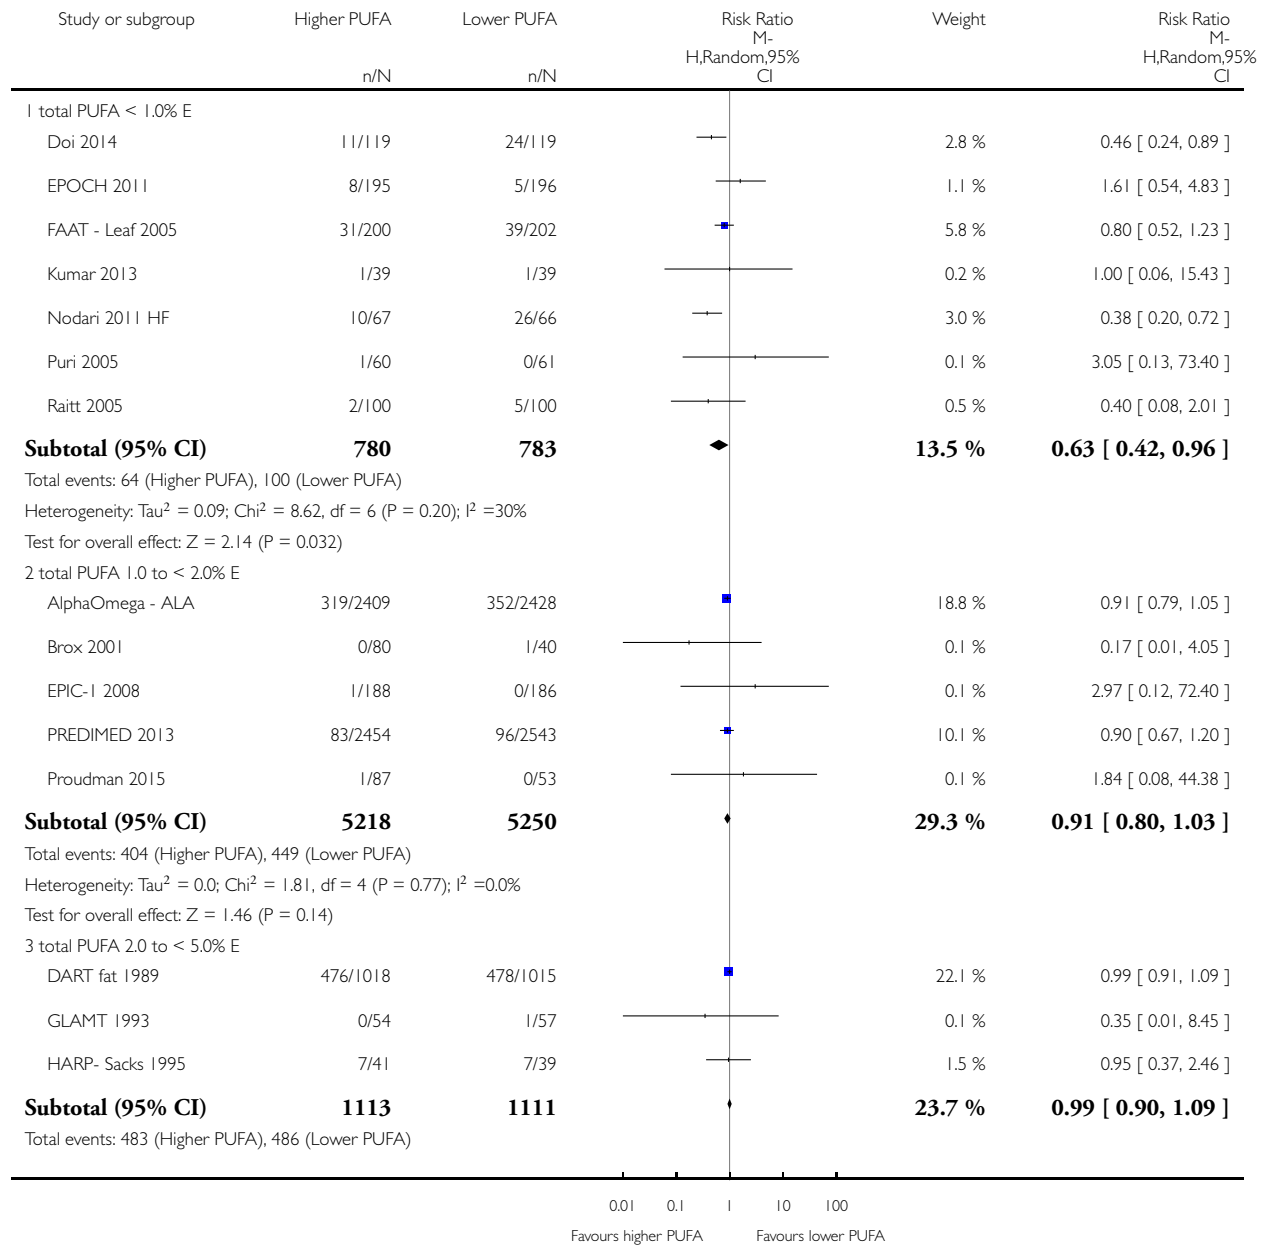 Study or subgroup Higher PUFA Lower PUFA Risk Ratio Weight Risk Ratio
M- M-
H,Random,95% H,Random,95%
n/N n/N CI CI
1 total PUFA < 1.0% E
Doi 2014 11/119 24/119 2.8 % 0.46 [ 0.24, 0.89 ]
EPOCH 2011 8/195 5/196 1.1 % 1.61 [ 0.54, 4.83 ]
FAAT - Leaf 2005 31/200 39/202 5.8 % 0.80 [ 0.52, 1.23 ]
Kumar 2013 1/39 1/39 0.2 % 1.00 [ 0.06, 15.43 ]
Nodari 2011 HF 10/67 26/66 3.0 % 0.38 [ 0.20, 0.72 ]
Puri 2005 1/60 0/61 0.1 % 3.05 [ 0.13, 73.40 ]
Raitt 2005 2/100 5/100 0.5 % 0.40 [ 0.08, 2.01 ]
Subtotal (95% CI) 780 783 13.5 % 0.63 [ 0.42, 0.96 ]
Total events: 64 (Higher PUFA), 100 (Lower PUFA)
Heterogeneity: Tau² = 0.09; Chi² = 8.62, df = 6 (P = 0.20); I² =30%
Test for overall effect: Z = 2.14 (P = 0.032)
2 total PUFA 1.0 to < 2.0% E
AlphaOmega - ALA 319/2409 352/2428 18.8 % 0.91 [ 0.79, 1.05 ]
Brox 2001 0/80 1/40 0.1 % 0.17 [ 0.01, 4.05 ]
EPIC-1 2008 1/188 0/186 0.1 % 2.97 [ 0.12, 72.40 ]
PREDIMED 2013 83/2454 96/2543 10.1 % 0.90 [ 0.67, 1.20 ]
Proudman 2015 1/87 0/53 0.1 % 1.84 [ 0.08, 44.38 ]
Subtotal (95% CI) 5218 5250 29.3 % 0.91 [ 0.80, 1.03 ]
Total events: 404 (Higher PUFA), 449 (Lower PUFA)
Heterogeneity: Tau² = 0.0; Chi² = 1.81, df = 4 (P = 0.77); I² =0.0%
Test for overall effect: Z = 1.46 (P = 0.14)
3 total PUFA 2.0 to < 5.0% E
DART fat 1989 476/1018 478/1015 22.1 % 0.99 [ 0.91, 1.09 ]
GLAMT 1993 0/54 1/57 0.1 % 0.35 [ 0.01, 8.45 ]
HARP- Sacks 1995 7/41 7/39 1.5 % 0.95 [ 0.37, 2.46 ]
Subtotal (95% CI) 1113 1111 23.7 % 0.99 [ 0.90, 1.09 ]
Total events: 483 (Higher PUFA), 486 (Lower PUFA)
0.01 0.1 1 10 100
Favours higher PUFA Favours lower PUFA